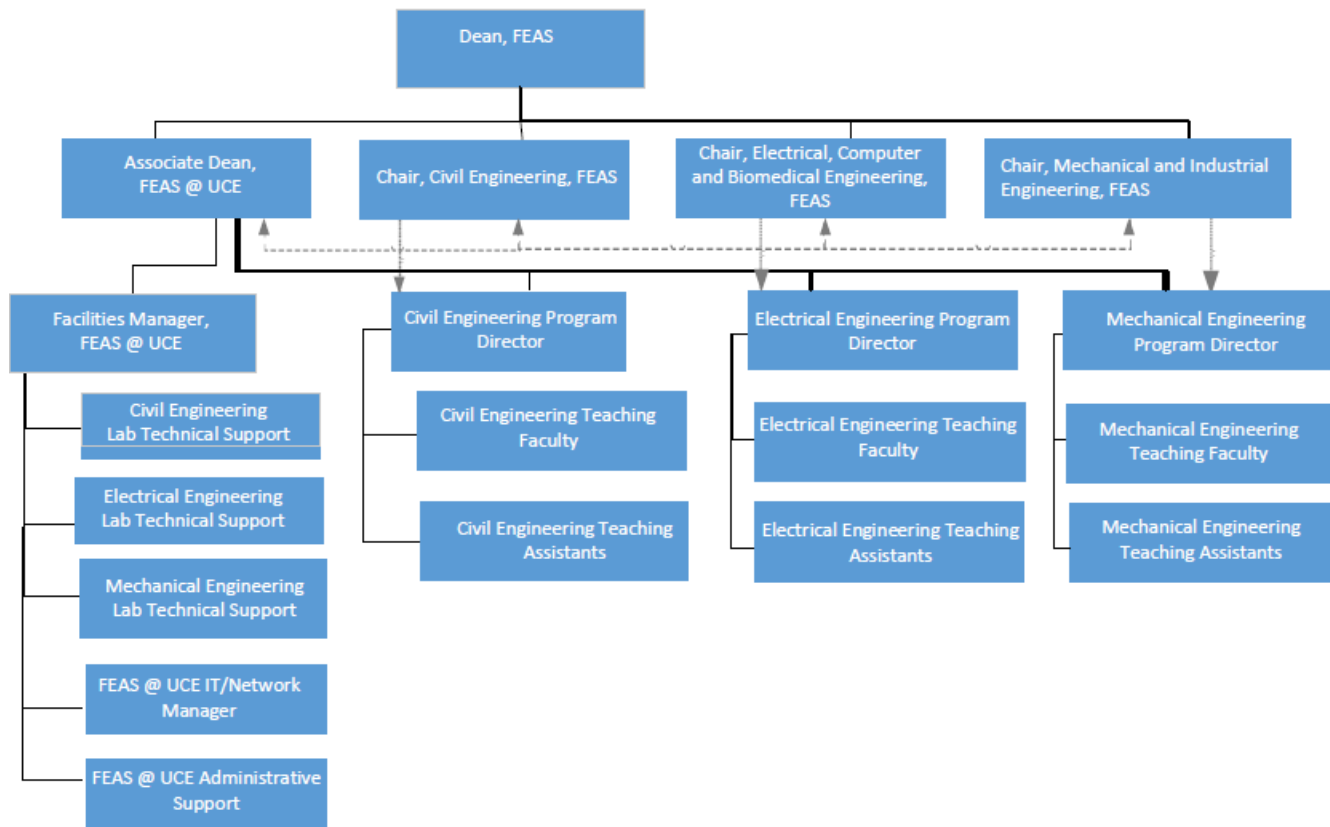 Dean, FEAS
Associate Dean,
FEAS @ UCE
Chair, Civil Engineering, FEAS
Chair, Electrical, Computer
and Biomedical Engineering,
FEAS
Chair, Mechanical and Industrial
Engineering, FEAS
Facilities Manager,
FEAS @ UCE
Civil Engineering Program
Director
Electrical Engineering Program
Director
Mechanical Engineering
Program Director
Civil Engineering
Lab Technical Support
Civil Engineering Teaching
Faculty
Electrical Engineering Teaching
Faculty
Mechanical Engineering
Teaching Faculty
Electrical Engineering
Lab Technical Support
Civil Engineering Teaching
Assistants
Electrical Engineering Teaching
Assistants
Mechanical Engineering
Teaching Assistants
Mechanical Engineering
Lab Technical Support
FEAS @ UCE IT/Network
Manager
FEAS @ UCE Administrative
Support